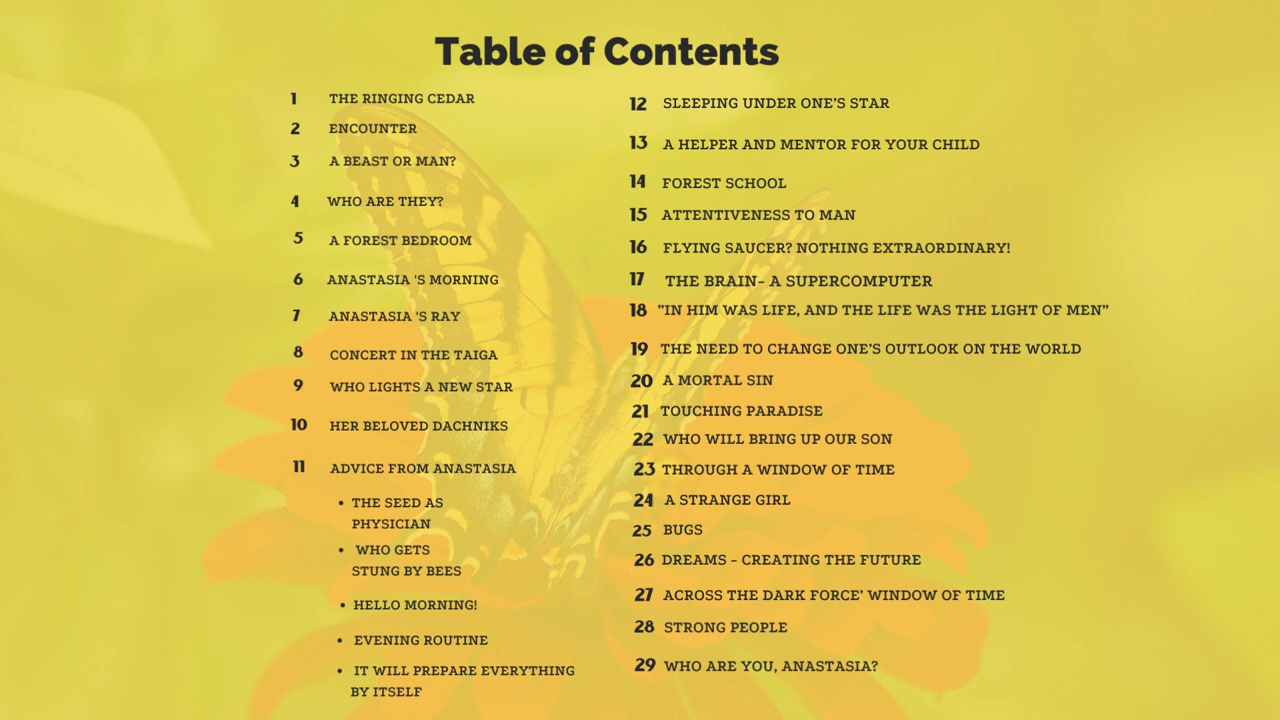 Table of Contents
1 THE RINGING CEDAR
2 ENCOUNTER
3 A BEAST OR MAN?
4 WHO ARE THEY?
5 A FOREST BEDROOM
6 ANASTASIA 'S MORNING
7 ANASTASIA 'S RAY
8 CONCERT IN THE TAIGA
9 WHO LIGHTS A NEW STAR
10 HER BELOVED DACHNIKS
11 ADVICE FROM ANASTASIA
• THE SEED AS
PHYSICIAN
• WHO GETS
STUNG BY BEES
• HELLO MORNING!
• EVENING ROUTINE
• IT WILL PREPARE EVERYTHING
BY ITSELF
12 SLEEPING UNDER ONE'S STAR
13 A HELPER AND MENTOR FOR YOUR CHILD
14 FOREST SCHOOL
15 ATTENTIVENESS TO MAN
16 FLYING SAUCER? NOTHING EXTRAORDINARY!
17 THE BRAIN- A SUPERCOMPUTER
18 ”IN HIM WAS LIFE, AND THE LIFE WAS THE LIGHT OF MEN”
19 THE NEED TO CHANGE ONE'S OUTLOOK ON THE WORLD
20 A MORTAL SIN
21 TOUCHING PARADISE
22 WHO WILL BRING UP OUR SON
23 THROUGH A WINDOW OF TIME
24 A STRANGE GIRL
25 BUGS
26 DREAMS - CREATING THE FUTURE
27 ACROSS THE DARK FORCE’ WINDOW OF TIME
28 STRONG PEOPLE
29 WHO ARE YOU, ANASTASIA?